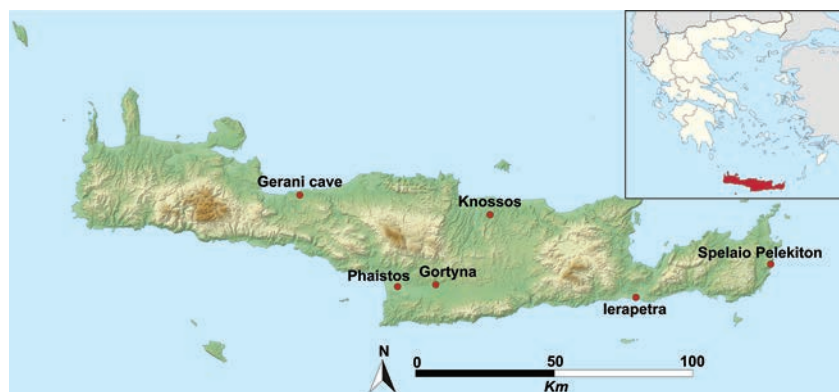 Gerani cave
Knossos
Spelaio Pelekiton
Phaistos
Gortyna
Ierapetra
N
0 50 100
Km